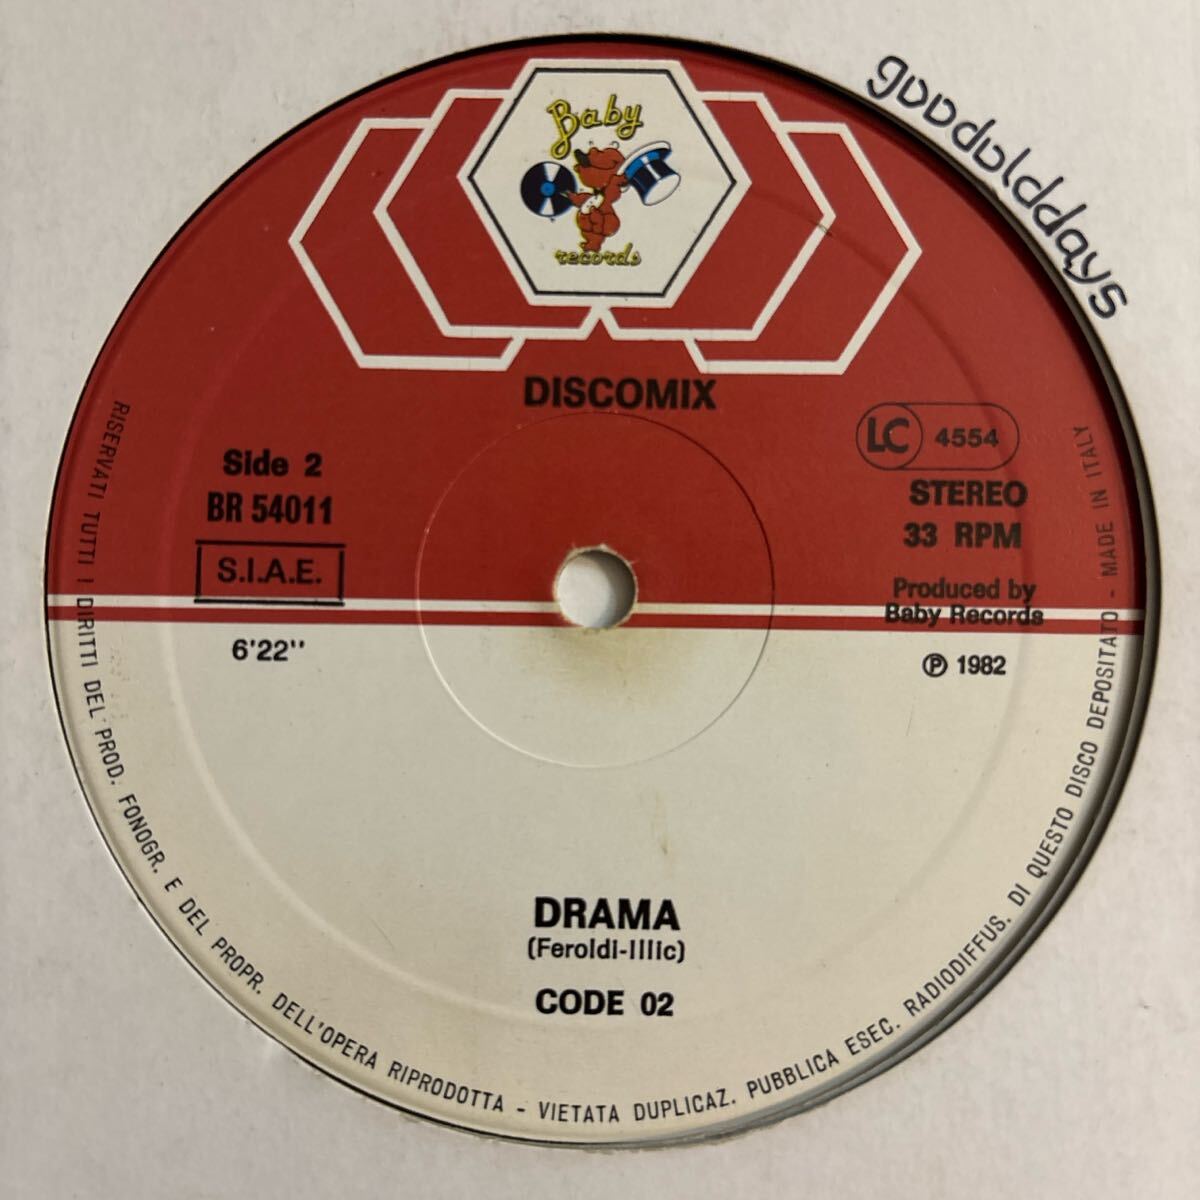 gooddlddays
Baby
records
DISCOMIX
Side 2
BR 54011
S.I.A.E.
LC 4554
STEREO
33 RPM
Produced by
Baby Records
6'22''
℗ 1982
DRAMA
(Feroldi-Illic)
CODE 02
RISERVATI TUTTI I DIRITTI DEL PROD. FONOGR. E DEL PROPR. DELL'OPERA RIPRODOTTA - VIETATA DUPLICAZ. PUBBLICA ESEC. RADIODIFFUS. DI QUESTO DISCO DEPOSITATO - MADE IN ITALY